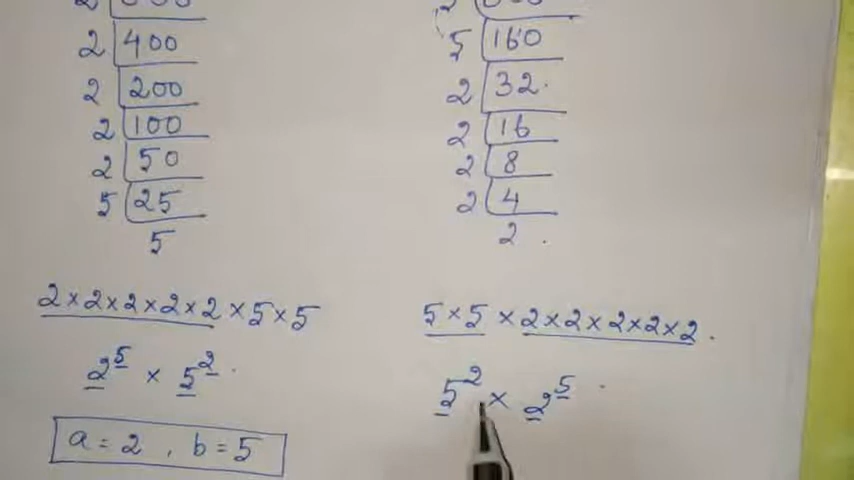 2 | 400
2 | 200
2 | 100
2 | 50
5 | 25
5
2×2×2×2×2×5×5
2⁵ × 5²
a = 2 , b = 5
5 | 160
2 | 32
2 | 16
2 | 8
2 | 4
2
5×5×2×2×2×2×2
5² × 2⁵